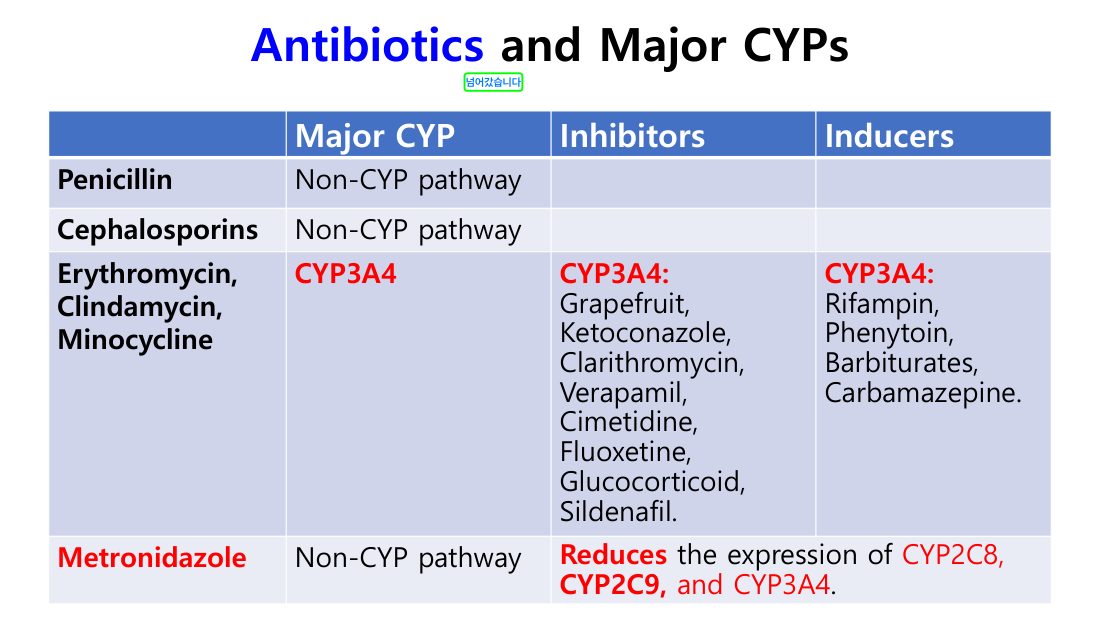 Antibiotics and Major CYPs
넘어갔습니다
Major CYP Inhibitors Inducers
Penicillin Non-CYP pathway
Cephalosporins Non-CYP pathway
Erythromycin,
Clindamycin,
Minocycline
CYP3A4
CYP3A4:
Grapefruit,
Ketoconazole,
Clarithromycin,
Verapamil,
Cimetidine,
Fluoxetine,
Glucocorticoid,
Sildenafil.
CYP3A4:
Rifampin,
Phenytoin,
Barbiturates,
Carbamazepine.
Metronidazole Non-CYP pathway
Reduces the expression of CYP2C8,
CYP2C9, and CYP3A4.